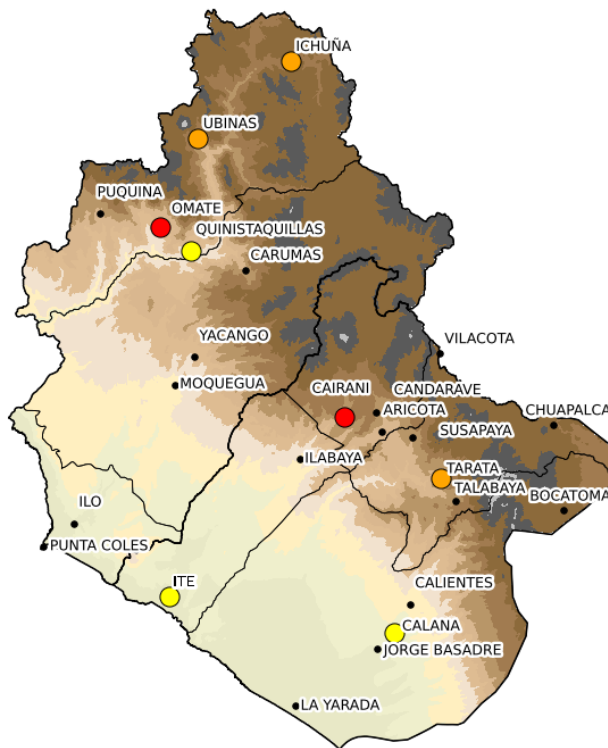 ICHUÑA
UBINAS
PUQUINA
OMATE
QUINISTAQUILLAS
CARUMAS
VILACOTA
YACANGO
MOQUEGUA
CAIRANI
CANDARAVE
ARICOTA
CHUAPALCA
SUSAPAYA
ILABAYA
TARATA
TALABAYA
BOCATOMA
ILO
PUNTA COLES
ITE
CALIENTES
CALANA
JORGE BASADRE
LA YARADA